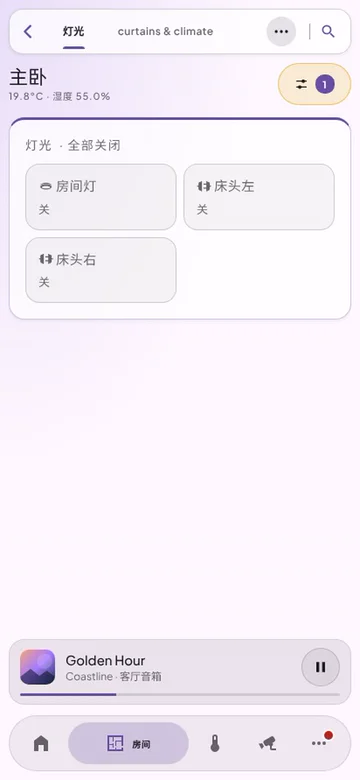 灯光
curtains & climate
主卧
19.8°C · 湿度 55.0%
1
灯光 · 全部关闭
房间灯
关
床头左
关
床头右
关
Golden Hour
Coastline · 客厅音箱
房间